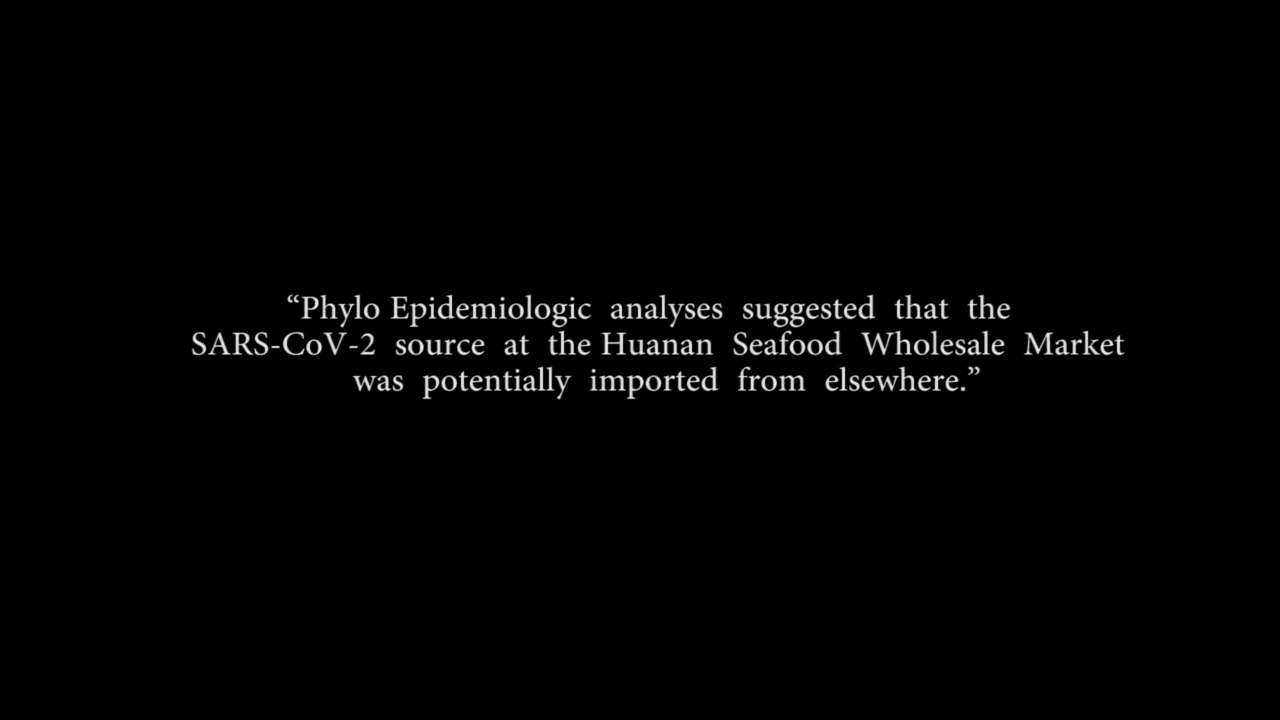 “Phylo Epidemiologic analyses suggested that the
SARS-CoV-2 source at the Huanan Seafood Wholesale Market
was potentially imported from elsewhere.”